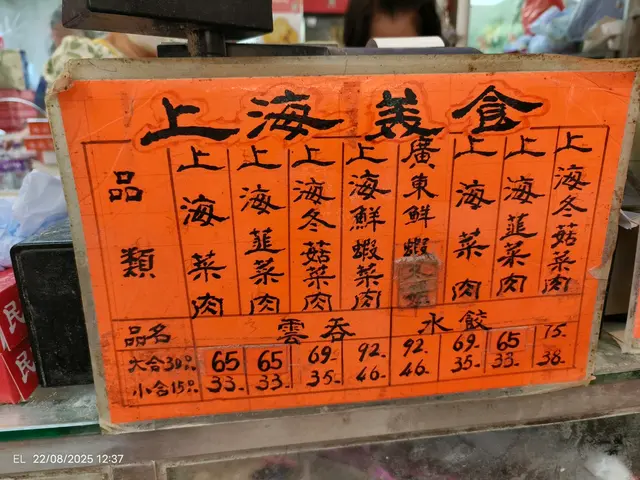 上海美食
品類
上海菜肉
上海韮菜肉
上海冬菇菜肉
上海鮮蝦菜肉
廣東鮮蝦
上海菜肉
上海韮菜肉
上海冬菇菜肉
品名 雲吞 水餃
大合30只 65 65 69. 92. 92. 69. 65 75.
小合15只 33. 33. 35. 46. 46. 35. 33. 38.
民
民
EL 22/08/2025 12:37